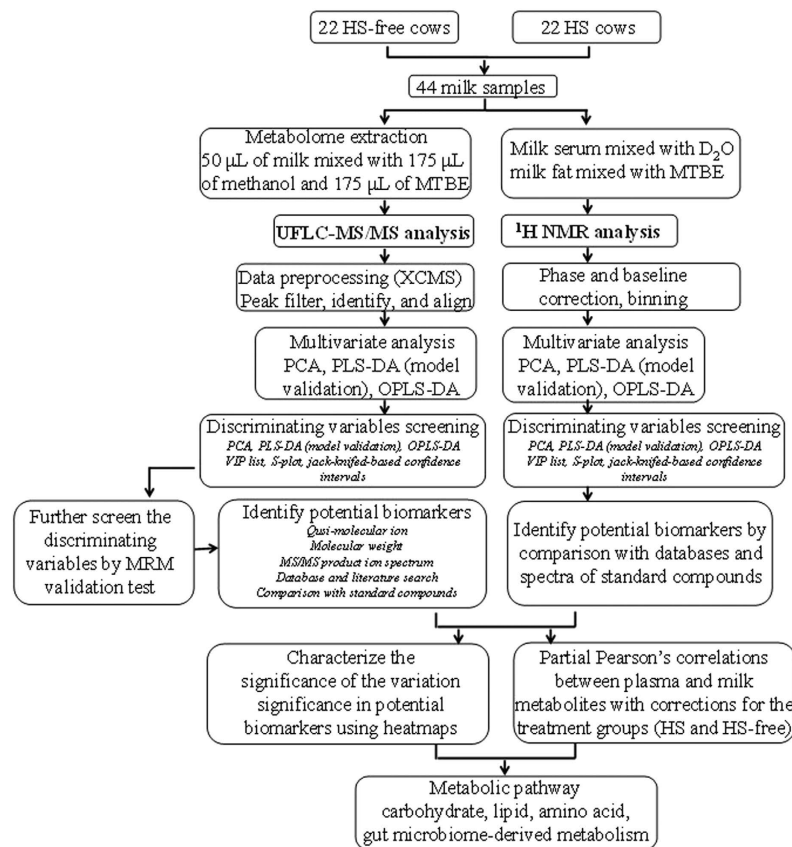 22 HS-free cows
22 HS cows
44 milk samples
Metabolome extraction
50 μL of milk mixed with 175 μL
of methanol and 175 μL of MTBE
Milk serum mixed with D₂O
milk fat mixed with MTBE
UFLC-MS/MS analysis
¹H NMR analysis
Data preprocessing (XCMS)
Peak filter, identify, and align
Phase and baseline
correction, binning
Multivariate analysis
PCA, PLS-DA (model
validation), OPLS-DA
Multivariate analysis
PCA, PLS-DA (model
validation), OPLS-DA
Discriminating variables screening
PCA, PLS-DA (model validation), OPLS-DA
VIP list, S-plot, jack-knifed-based confidence
intervals
Discriminating variables screening
PCA, PLS-DA (model validation), OPLS-DA
VIP list, S-plot, jack-knifed-based confidence
intervals
Further screen the
discriminating
variables by MRM
validation test
Identify potential biomarkers
Qusi-molecular ion
Molecular weight
MS/MS product ion spectrum
Database and literature search
Comparison with standard compounds
Identify potential biomarkers by
comparison with databases and
spectra of standard compounds
Characterize the
significance of the variation
significance in potential
biomarkers using heatmaps
Partial Pearson's correlations
between plasma and milk
metabolites with corrections for the
treatment groups (HS and HS-free)
Metabolic pathway
carbohydrate, lipid, amino acid,
gut microbiome-derived metabolism